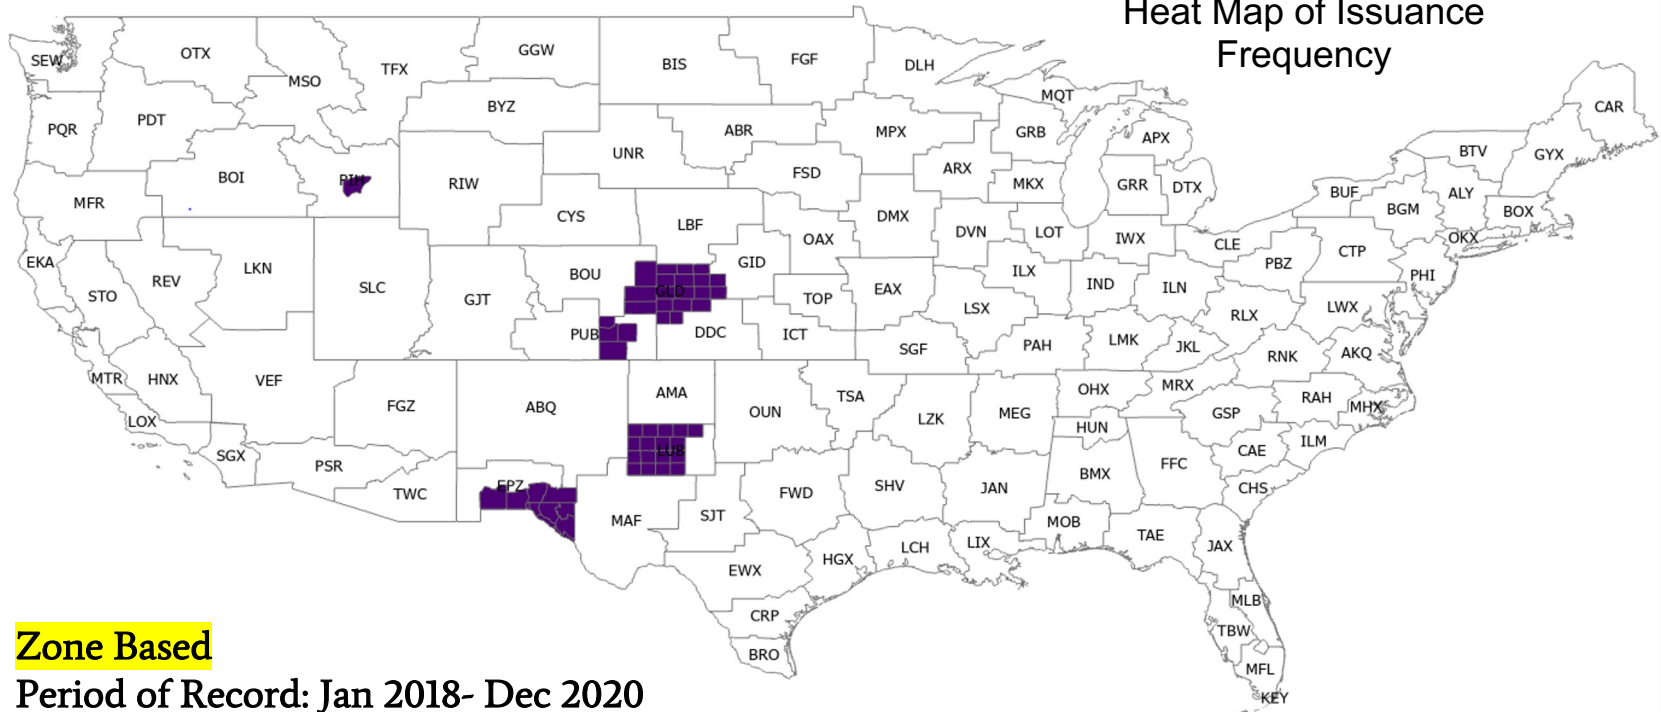 Heat Map of Issuance
Frequency
SEW
OTX
MSO
TFX
GGW
BIS
FGF
DLH
MQT
CAR
PQR
PDT
BYZ
ABR
MPX
GRB
APX
BTV
GYX
BOI
PIH
RIW
UNR
FSD
ARX
MKX
GRR
DTX
BUF
ALY
MFR
CYS
LBF
DMX
BGM
BOX
EKA
REV
LKN
OAX
DVN
LOT
IWX
CLE
OKX
STO
SLC
GJT
BOU
GID
ILX
IND
ILN
PBZ
CTP
PHI
GLD
TOP
EAX
LSX
RLX
LWX
PUB
DDC
ICT
SGF
PAH
LMK
JKL
RNK
AKQ
MTR
HNX
VEF
FGZ
ABQ
AMA
OUN
TSA
LZK
MEG
OHX
MRX
GSP
RAH
MHX
LOX
HUN
CAE
ILM
SGX
PSR
LUB
FFC
TWC
EPZ
FWD
SHV
JAN
BMX
CHS
MAF
SJT
MOB
TAE
JAX
EWX
HGX
LCH
LIX
CRP
MLB
TBW
BRO
MFL
KEY
Zone Based
Period of Record: Jan 2018- Dec 2020